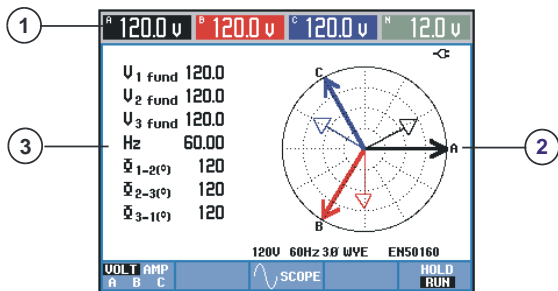 1
A 120.0 V B 120.0 V C 120.0 V N 12.0 V
V1 fund 120.0
V2 fund 120.0
V3 fund 120.0
Hz 60.00
Φ1-2(º) 120
Φ2-3(º) 120
Φ3-1(º) 120
3
C
A
B
2
120V 60Hz 3Ø WYE EN50160
VOLT AMP
A B C
SCOPE
HOLD
RUN